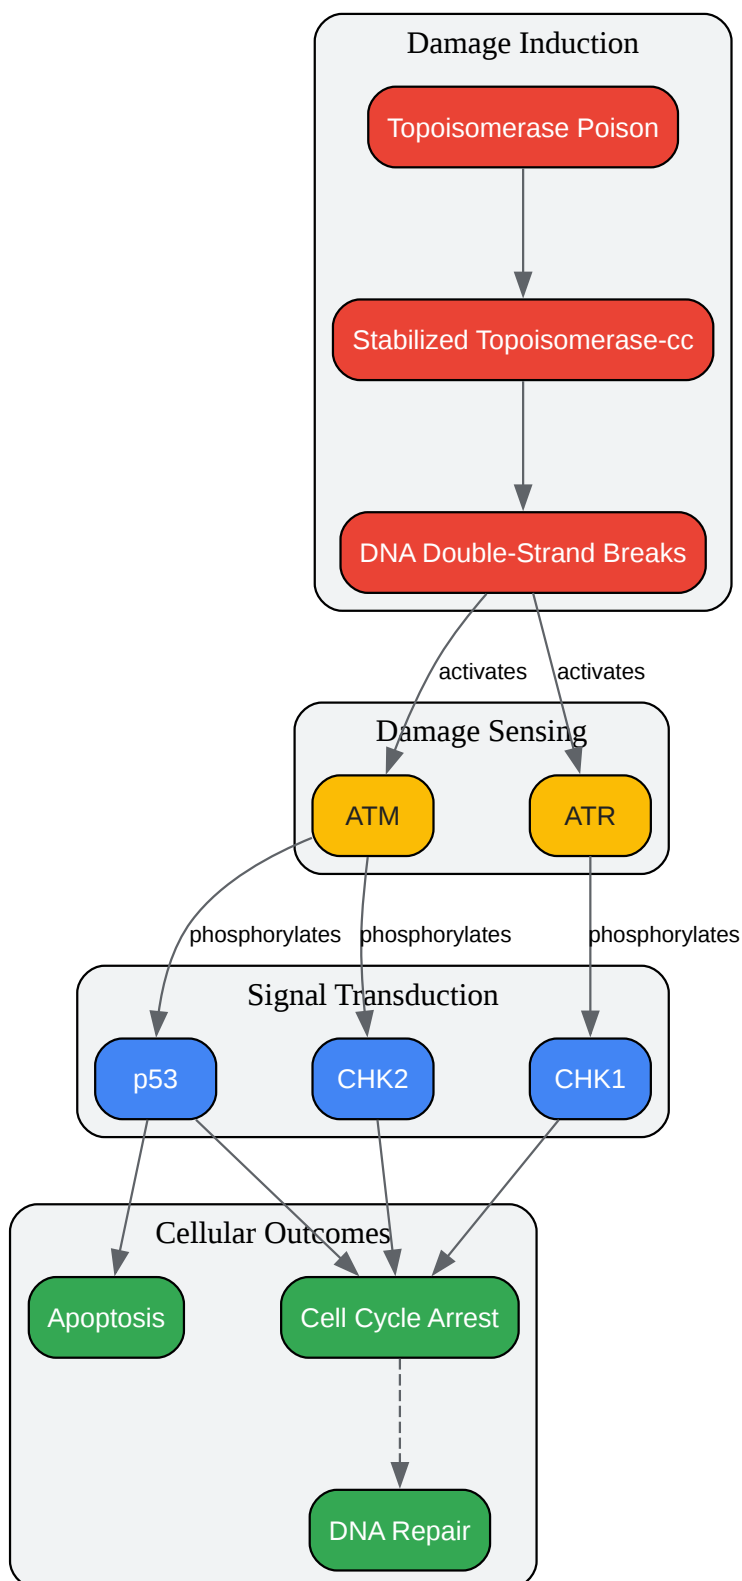 Damage Induction
Topoisomerase Poison
Stabilized Topoisomerase-cc
DNA Double-Strand Breaks
activates
activates
Damage Sensing
ATM
ATR
phosphorylates
phosphorylates
phosphorylates
Signal Transduction
p53
CHK2
CHK1
Cellular Outcomes
Apoptosis
Cell Cycle Arrest
DNA Repair